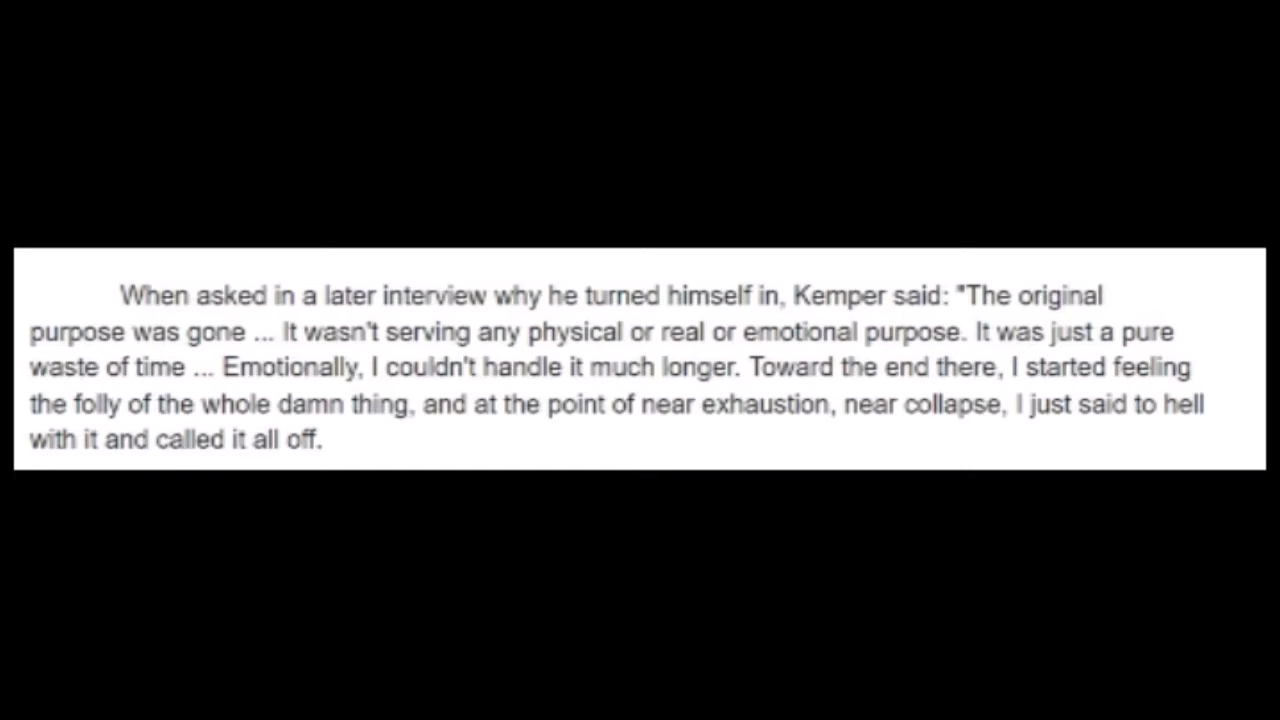 When asked in a later interview why he turned himself in, Kemper said: "The original
purpose was gone ... It wasn't serving any physical or real or emotional purpose. It was just a pure
waste of time ... Emotionally, I couldn't handle it much longer. Toward the end there, I started feeling
the folly of the whole damn thing, and at the point of near exhaustion, near collapse, I just said to hell
with it and called it all off.